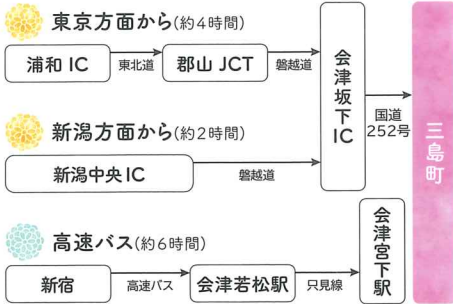 東京方面から(約4時間)
浦和 IC
東北道
郡山 JCT
磐越道
新潟方面から(約2時間)
新潟中央 IC
磐越道
会津坂下IC
国道
252号
三島町
高速バス(約6時間)
新宿
高速バス
会津若松駅
只見線
会津宮下駅